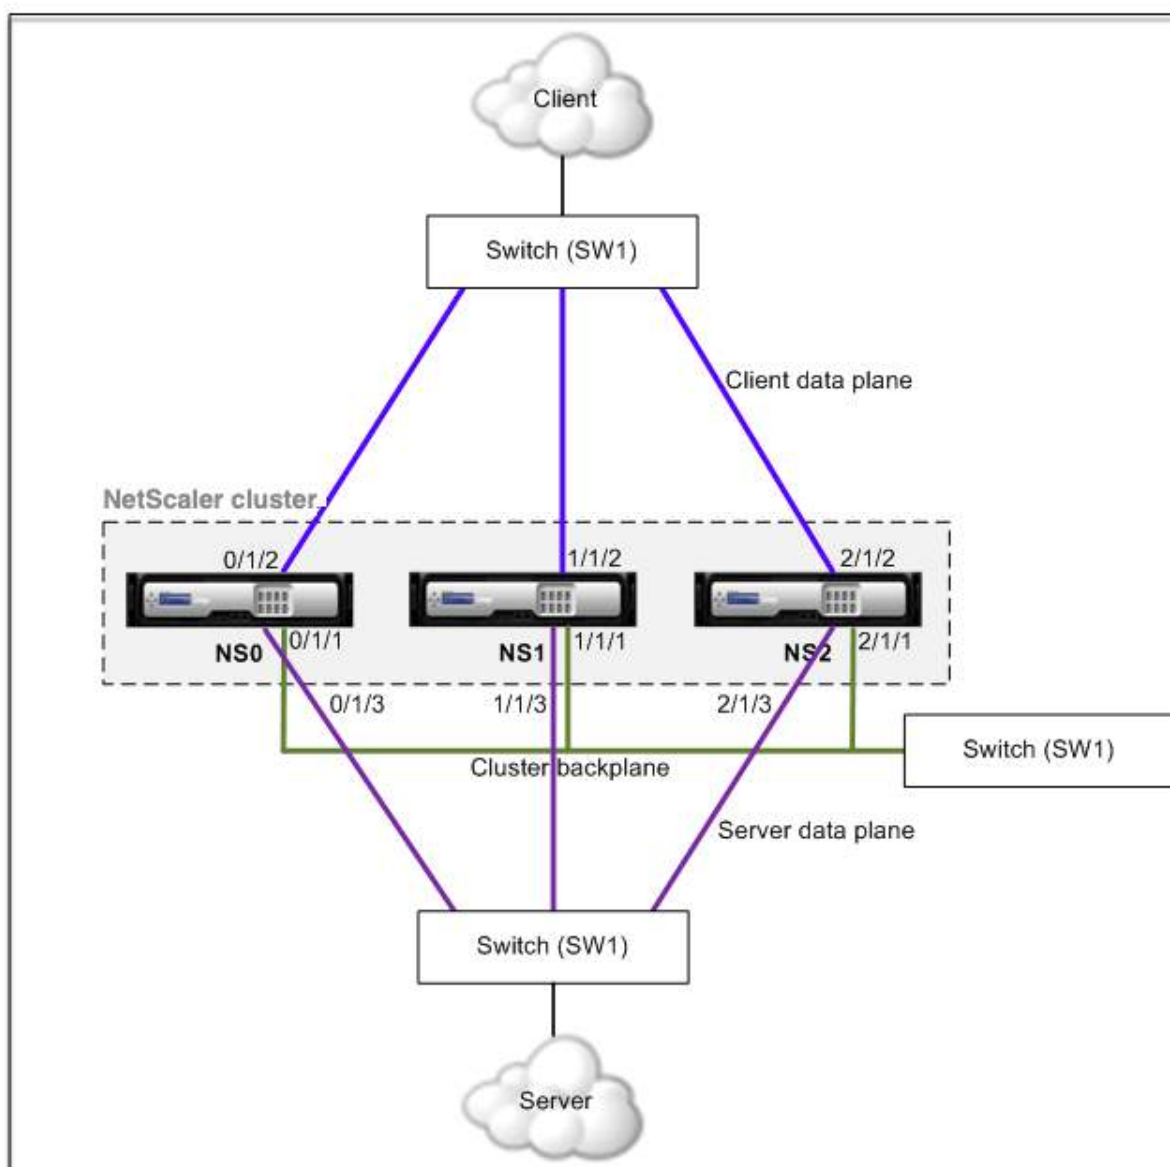 Client
Switch (SW1)
Client data plane
NetScaler cluster
0/1/2
1/1/2
2/1/2
NS0
0/1/1
NS1
1/1/1
NS2
2/1/1
0/1/3
1/1/3
2/1/3
Switch (SW1)
Cluster backplane
Server data plane
Switch (SW1)
Server